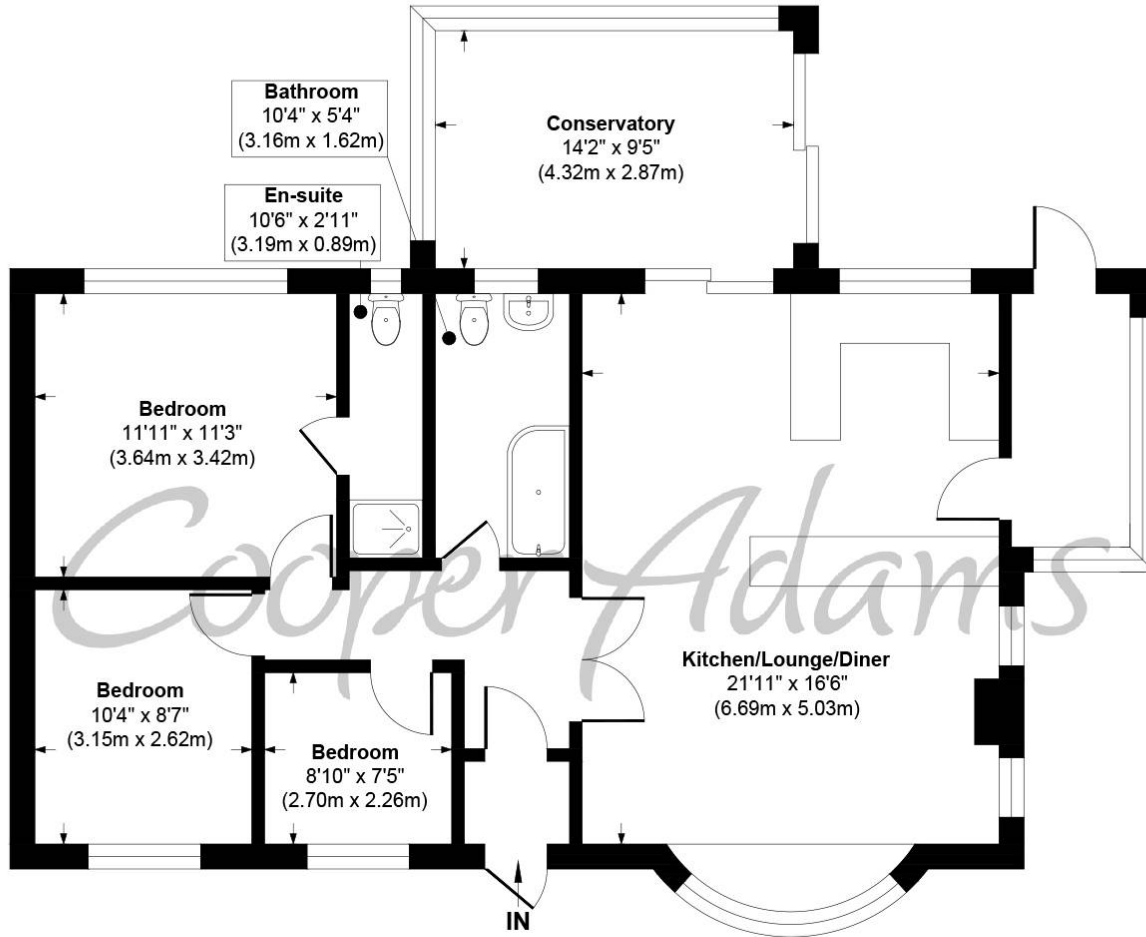 Bathroom
10'4" x 5'4"
(3.16m x 1.62m)
En-suite
10'6" x 2'11"
(3.19m x 0.89m)
Conservatory
14'2" x 9'5"
(4.32m x 2.87m)
Bedroom
11'11" x 11'3"
(3.64m x 3.42m)
Cooper Adams
Kitchen/Lounge/Diner
21'11" x 16'6"
(6.69m x 5.03m)
Bedroom
10'4" x 8'7"
(3.15m x 2.62m)
Bedroom
8'10" x 7'5"
(2.70m x 2.26m)
IN